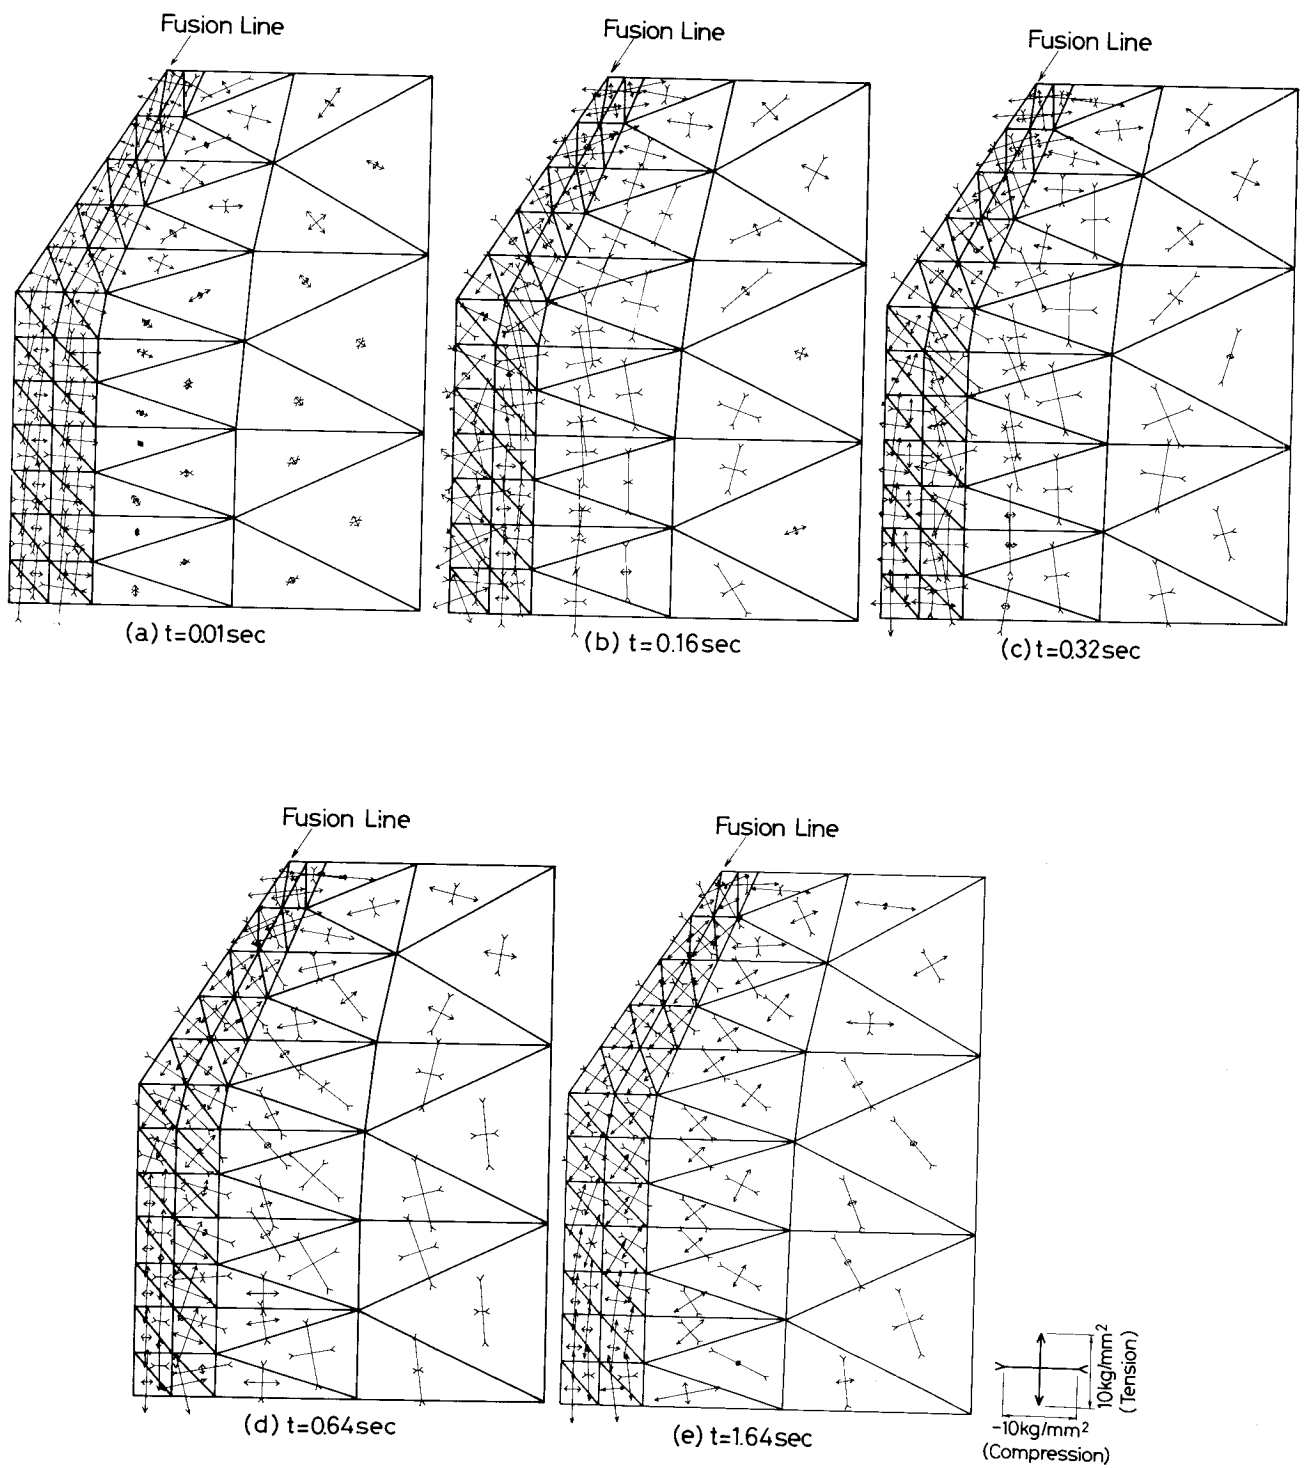 Fusion Line
Fusion Line
Fusion Line
(a) t=0.01sec
(b) t=0.16sec
(c) t=0.32sec
Fusion Line
Fusion Line
(d) t=0.64sec
(e) t=1.64sec
10kg/mm²
(Tension)
-10kg/mm²
(Compression)